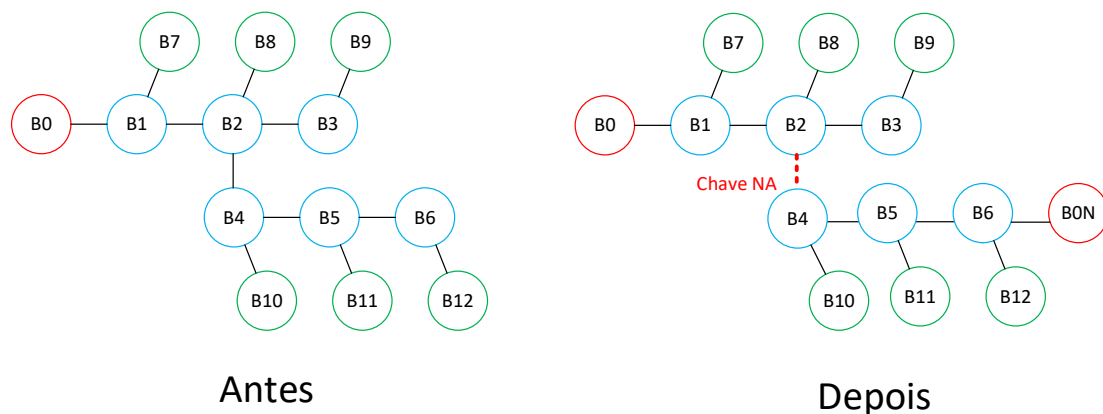 B7 B8 B9
B0 B1 B2 B3
B4 B5 B6
B10 B11 B12
Antes
B7 B8 B9
B0 B1 B2 B3
Chave NA
B4 B5 B6 B0N
B10 B11 B12
Depois